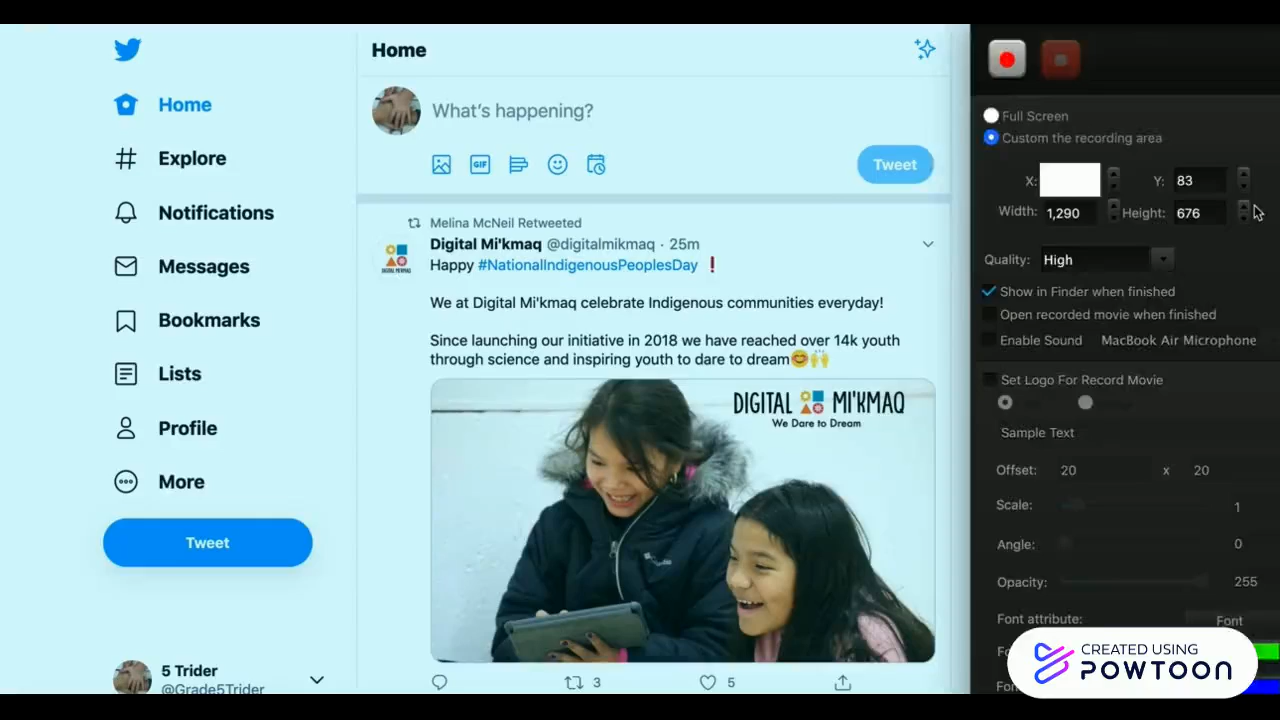 Home
Explore
Notifications
Messages
Bookmarks
Lists
Profile
More
Tweet
5 Trider
@Grade5Trider
Home
What's happening?
GIF
Tweet
Melina McNeil Retweeted
Digital Mi'kmaq @digitalmikmaq · 25m
Happy #NationalIndigenousPeoplesDay ❗
We at Digital Mi'kmaq celebrate Indigenous communities everyday!
Since launching our initiative in 2018 we have reached over 14k youth
through science and inspiring youth to dare to dream😊🙌
DIGITAL MI'KMAQ
We Dare to Dream
Columbia
3
5
Full Screen
Custom the recording area
X: Y: 83
Width: 1,290 Height: 676
Quality: High
Show in Finder when finished
Open recorded movie when finished
Enable Sound MacBook Air Microphone
Set Logo For Record Movie
Sample Text
Offset: 20 x 20
Scale: 1
Angle: 0
Opacity: 255
Font attribute: Font
CREATED USING
POWTOON